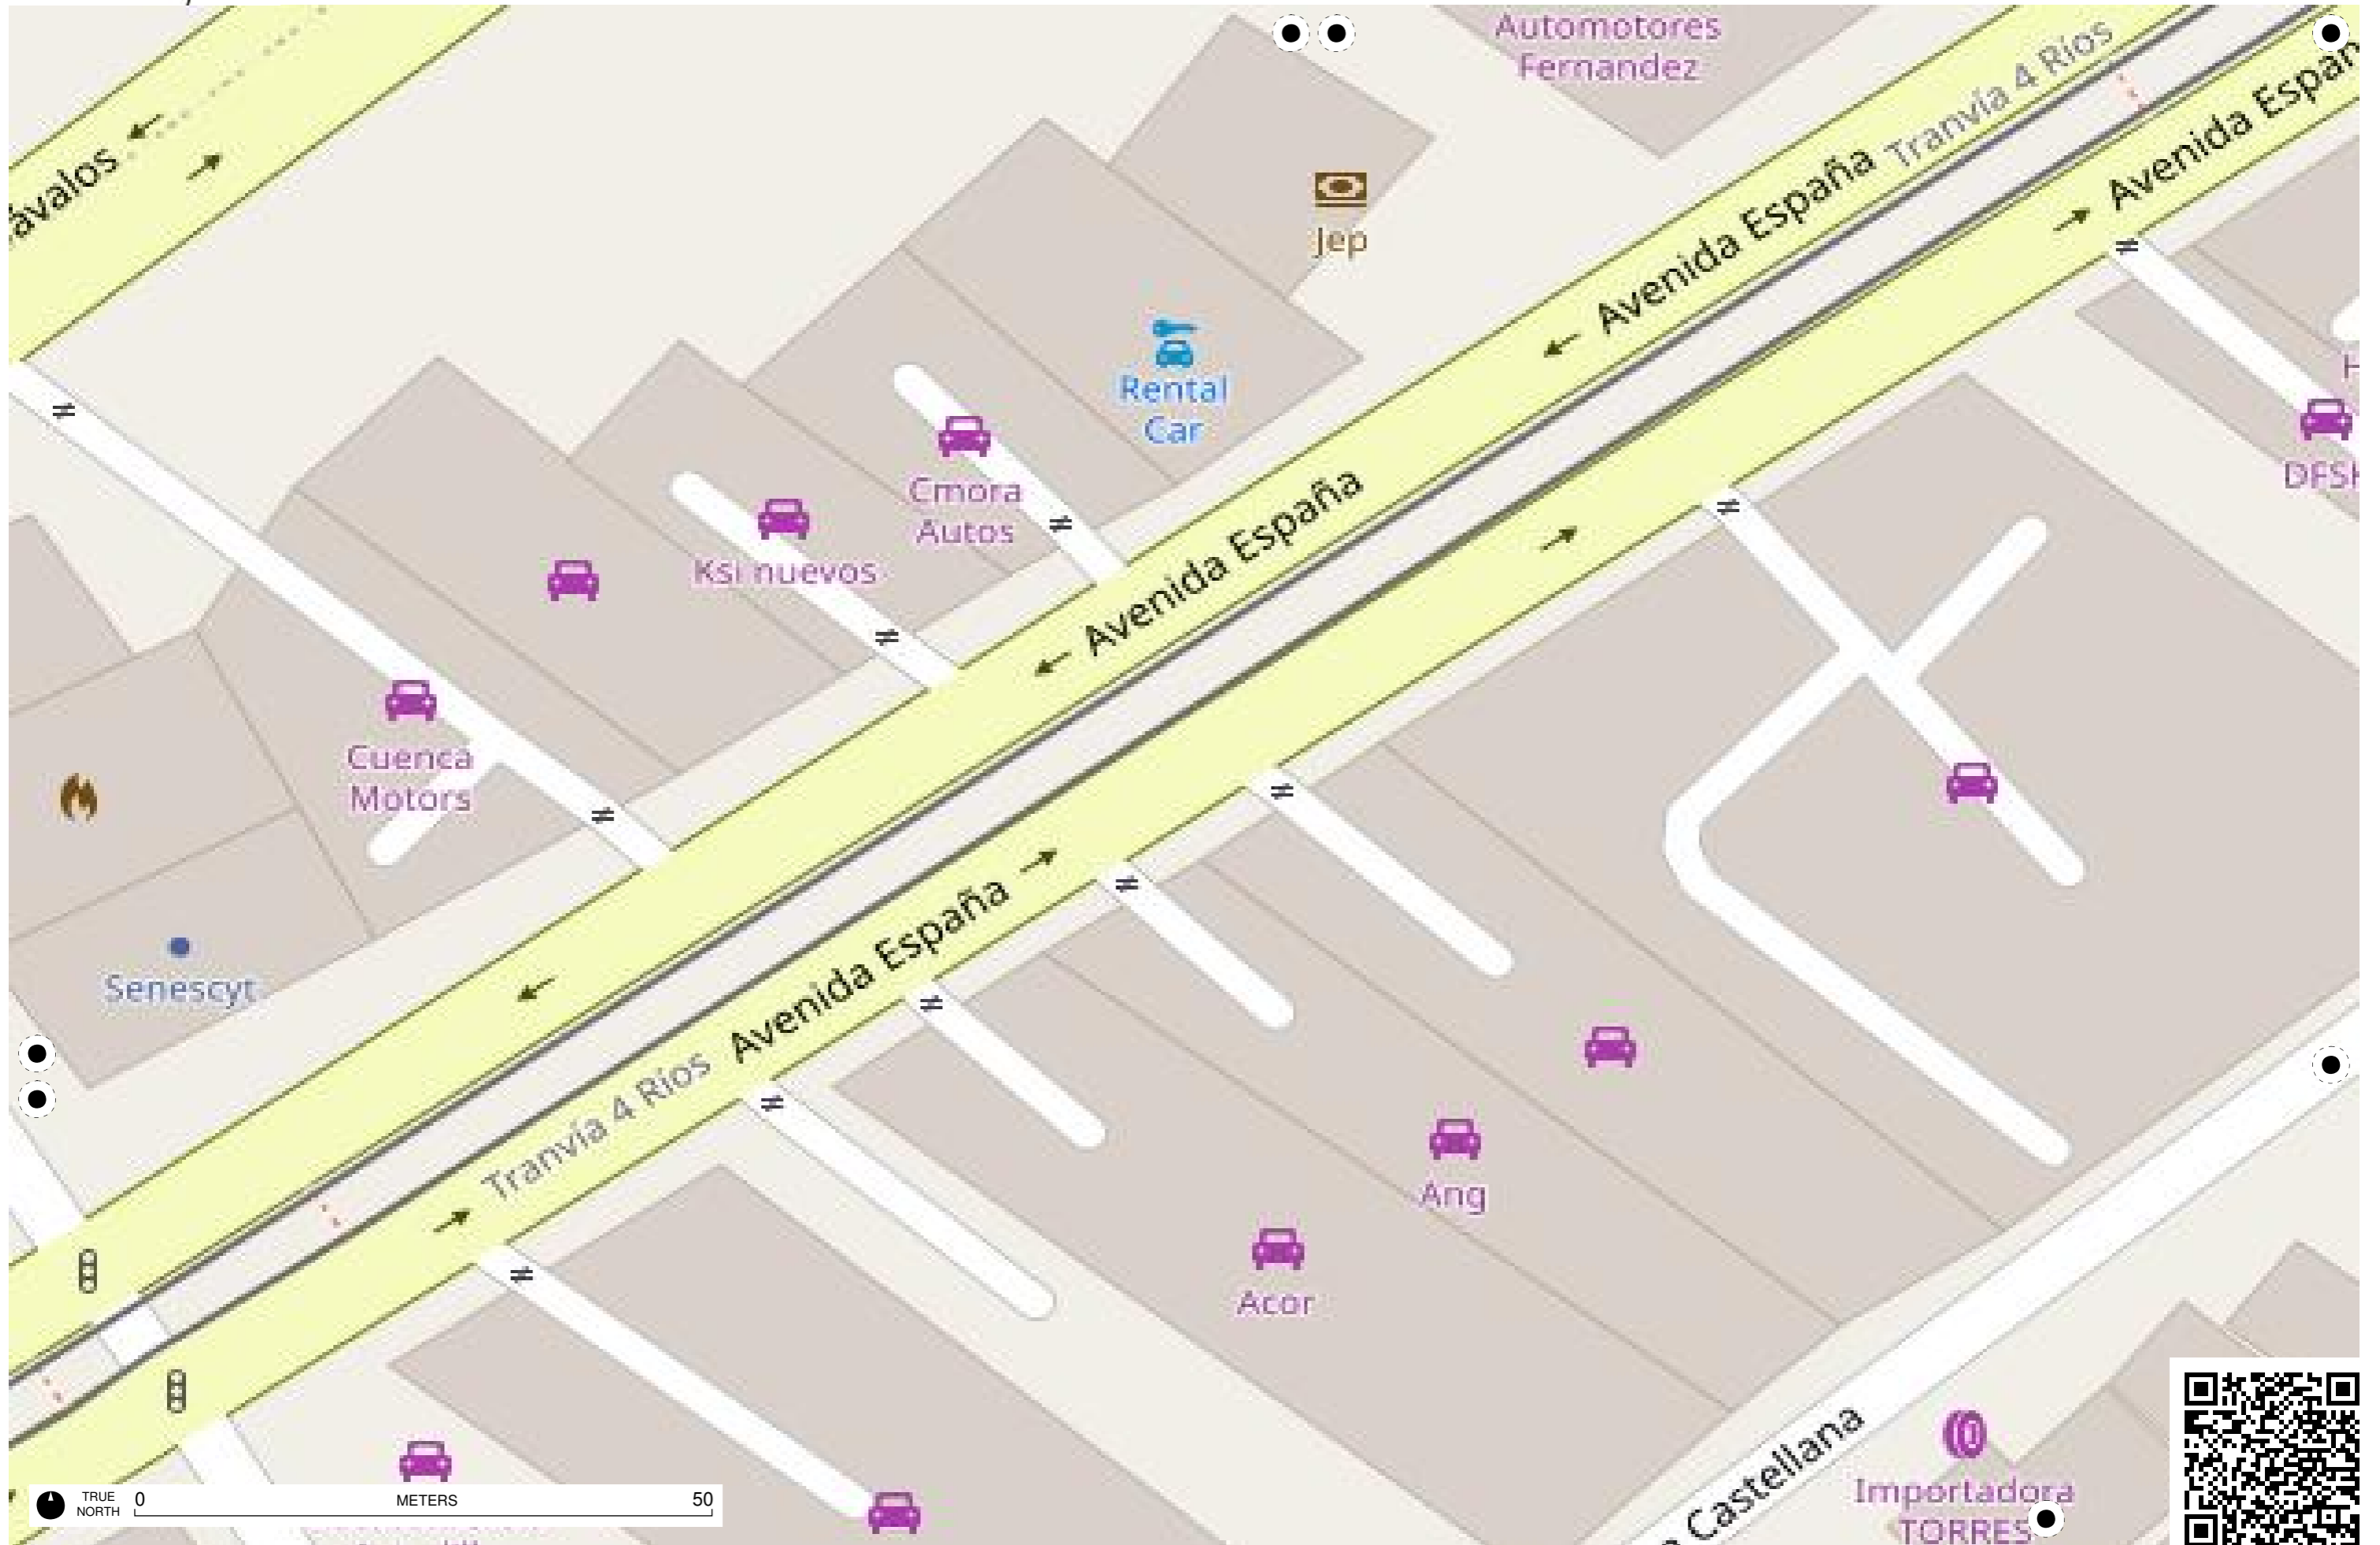 Automotores
Fernandez
Tranvía 4 Ríos
Avenida España
Jep
Avenida España
Rental
Car
Cmora
Autos
Ksi nuevos
Avenida España
Cuenca
Motors
Senescyt
Avenida España
Tranvía 4 Ríos
Ang
Acor
Castellana
Importadora
TORRES
TRUE
NORTH
0
METERS
50